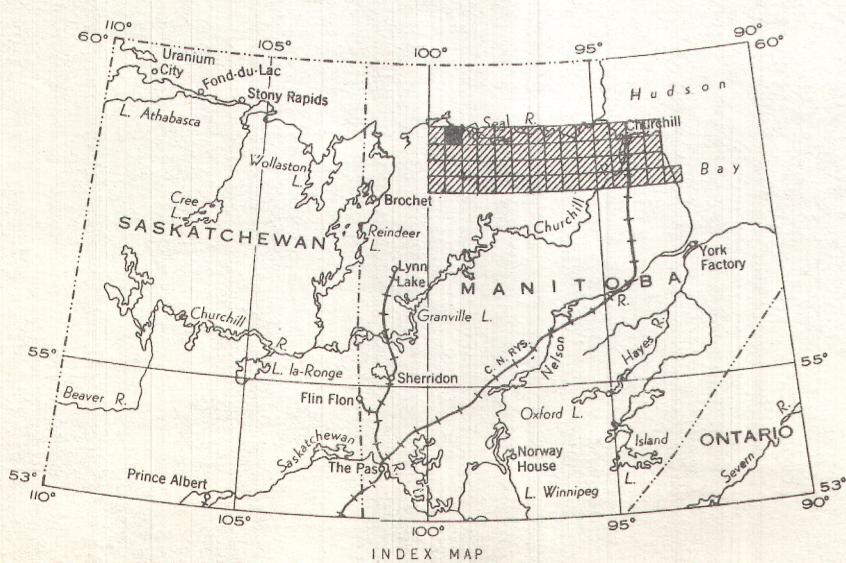 110°
105°
100°
95°
90°
60°
60°
Uranium
City
Fond-du-Lac
Stony Rapids
L. Athabasca
Hudson
Bay
Seal R.
Churchill
Wollaston
L.
Brochet
Cree
L.
SASKATCHEWAN
Reindeer
L.
Churchill
York
Factory
Lynn
Lake
MANITOBA
R.
Granville L.
Churchill
R.
C. N. RYS.
Nelson
Hayes R.
55°
55°
L. la-Ronge
Sherridon
Beaver R.
Flin Flon
Oxford L.
Island
L.
ONTARIO
Severn R.
Saskatchewan
R.
The Pas
Norway
House
Prince Albert
L. Winnipeg
53°
53°
110°
105°
100°
95°
90°
INDEX MAP